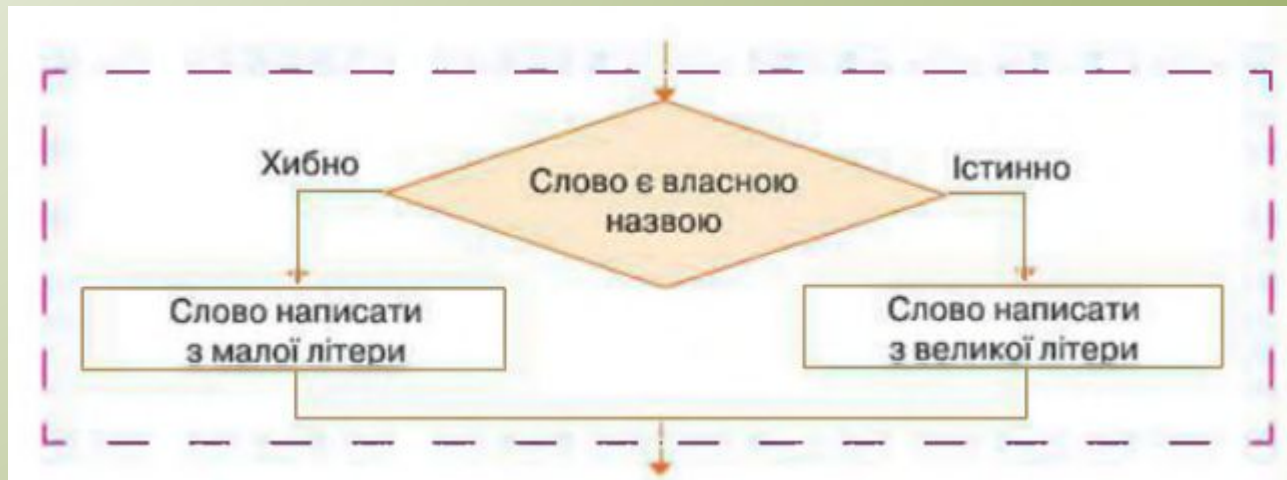 Хибно
Слово є власною
назвою
Істинно
Слово написати
з малої літери
Слово написати
з великої літери